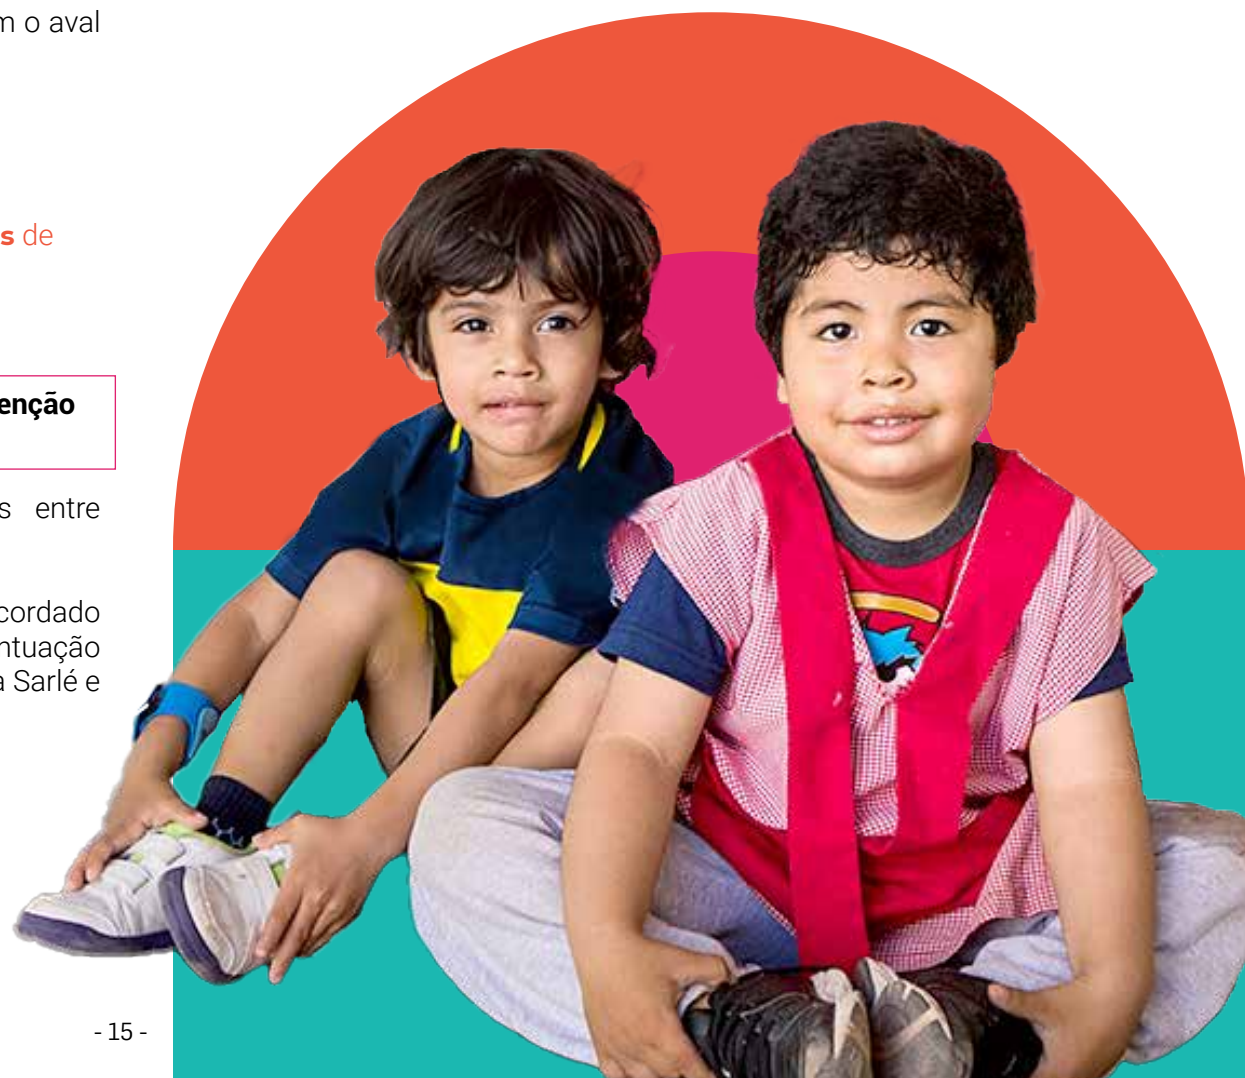 m o aval
s de
enção
s entre
cordado
ntuação
a Sarlé e
- 15 -